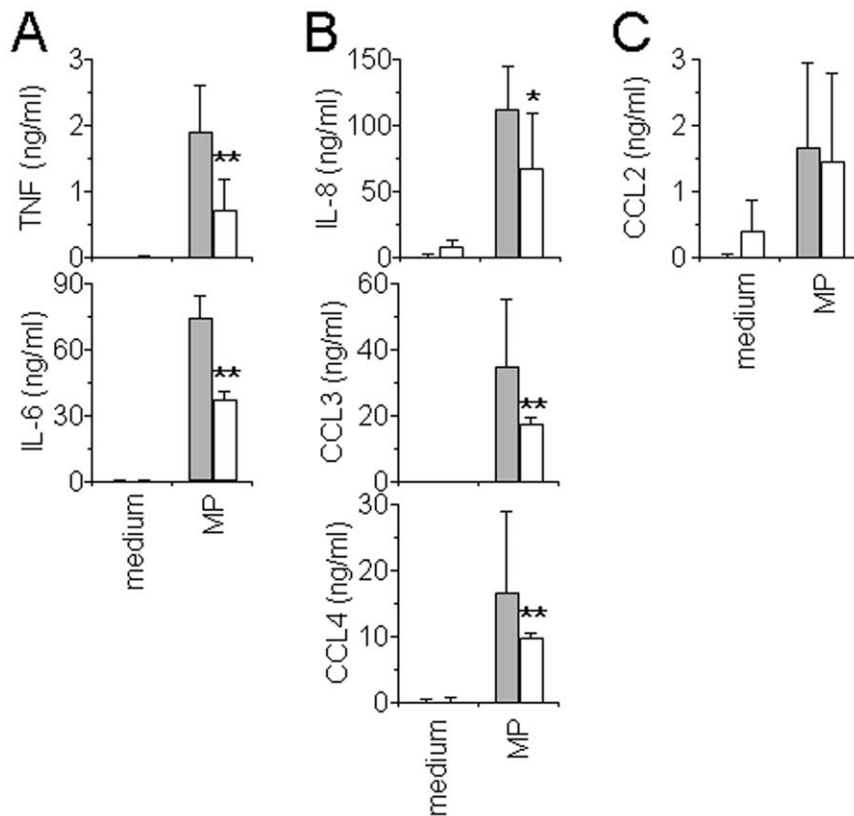 A
TNF (ng/ml)
3
2
1
0
**
IL-6 (ng/ml)
90
60
30
0
**
medium
MP
B
IL-8 (ng/ml)
150
100
50
0
*
CCL3 (ng/ml)
60
40
20
0
**
CCL4 (ng/ml)
30
20
10
0
**
medium
MP
C
CCL2 (ng/ml)
3
2
1
0
medium
MP